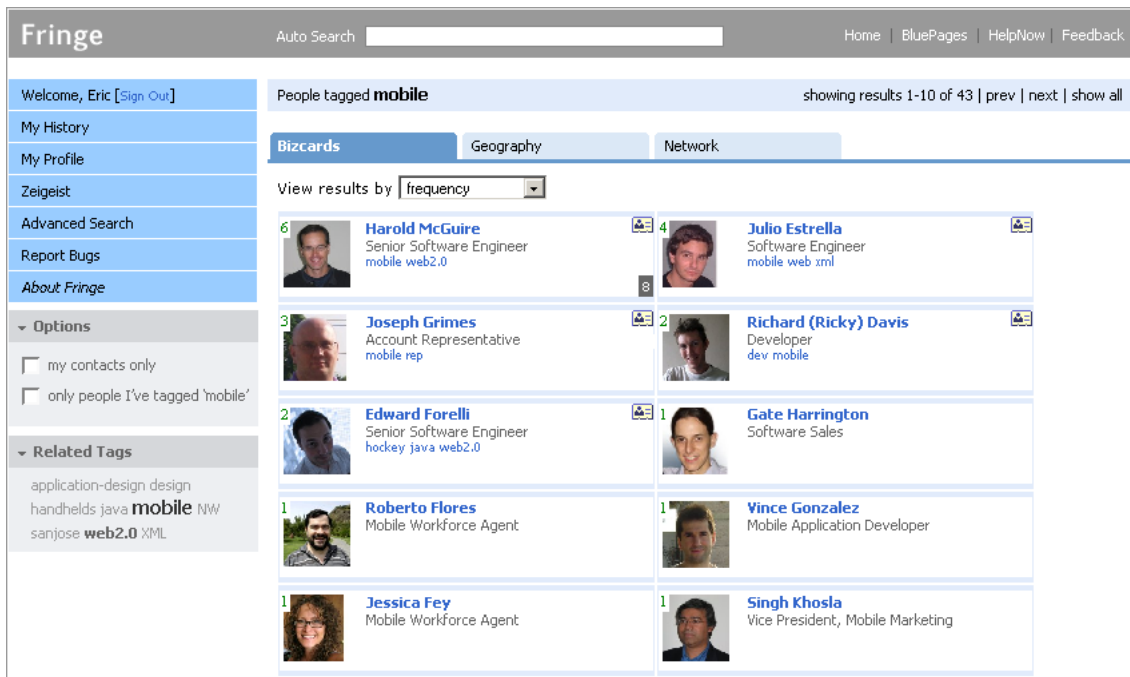 Fringe
Auto Search
Home | BluePages | HelpNow | Feedback
Welcome, Eric [Sign Out]
My History
My Profile
Zeigeist
Advanced Search
Report Bugs
About Fringe
Options
my contacts only
only people I've tagged 'mobile'
Related Tags
application-design design
handhelds java mobile NW
sanjose web2.0 XML
People tagged mobile
showing results 1-10 of 43 | prev | next | show all
Bizcards
Geography
Network
View results by frequency
6
Harold McGuire
Senior Software Engineer
mobile web2.0
8
4
Julio Estrella
Software Engineer
mobile web xml
3
Joseph Grimes
Account Representative
mobile rep
2
Richard (Ricky) Davis
Developer
dev mobile
2
Edward Forelli
Senior Software Engineer
hockey java web2.0
1
Gate Harrington
Software Sales
1
Roberto Flores
Mobile Workforce Agent
1
Vince Gonzalez
Mobile Application Developer
1
Jessica Fey
Mobile Workforce Agent
1
Singh Khosla
Vice President, Mobile Marketing